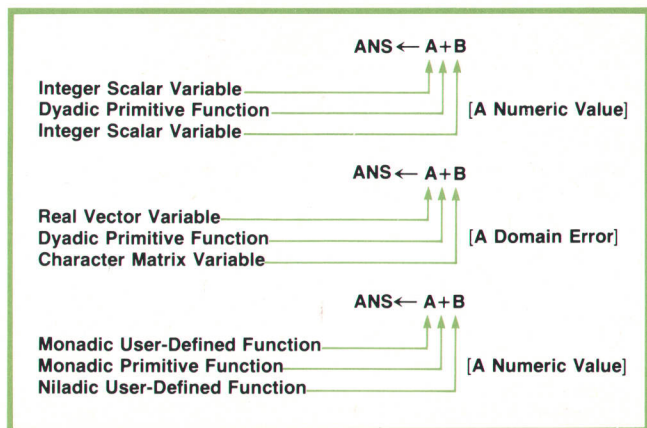 ANS ← A+B
Integer Scalar Variable
Dyadic Primitive Function [A Numeric Value]
Integer Scalar Variable
ANS ← A+B
Real Vector Variable
Dyadic Primitive Function [A Domain Error]
Character Matrix Variable
ANS← A+B
Monadic User-Defined Function
Monadic Primitive Function [A Numeric Value]
Niladic User-Defined Function